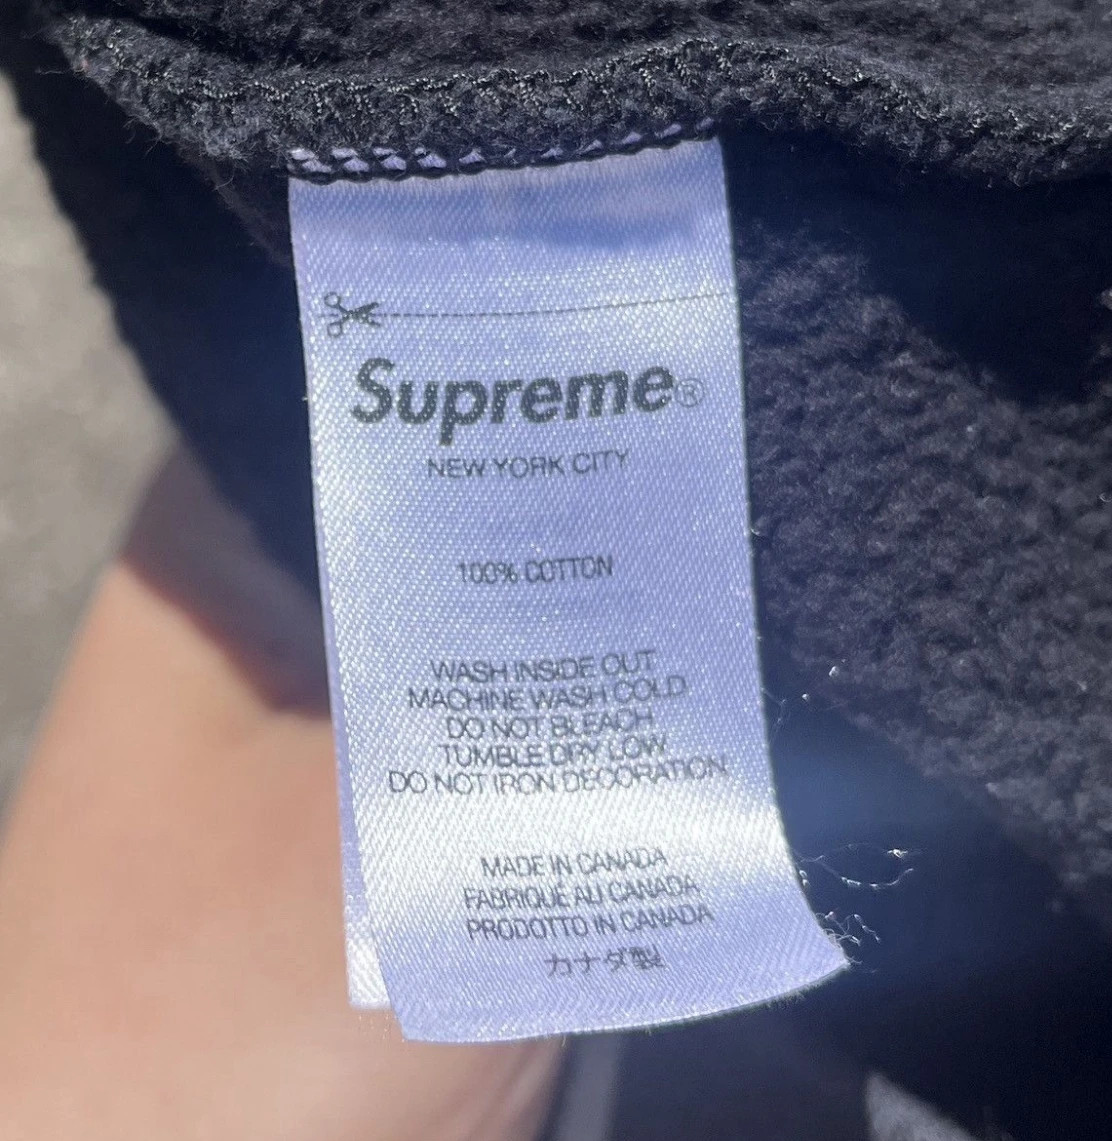 Supreme®
NEW YORK CITY
100% COTTON
WASH INSIDE OUT
MACHINE WASH COLD
DO NOT BLEACH
TUMBLE DRY LOW
DO NOT IRON DECORATION
MADE IN CANADA
FABRIQUÉ AU CANADA
PRODOTTO IN CANADA
カナダ製